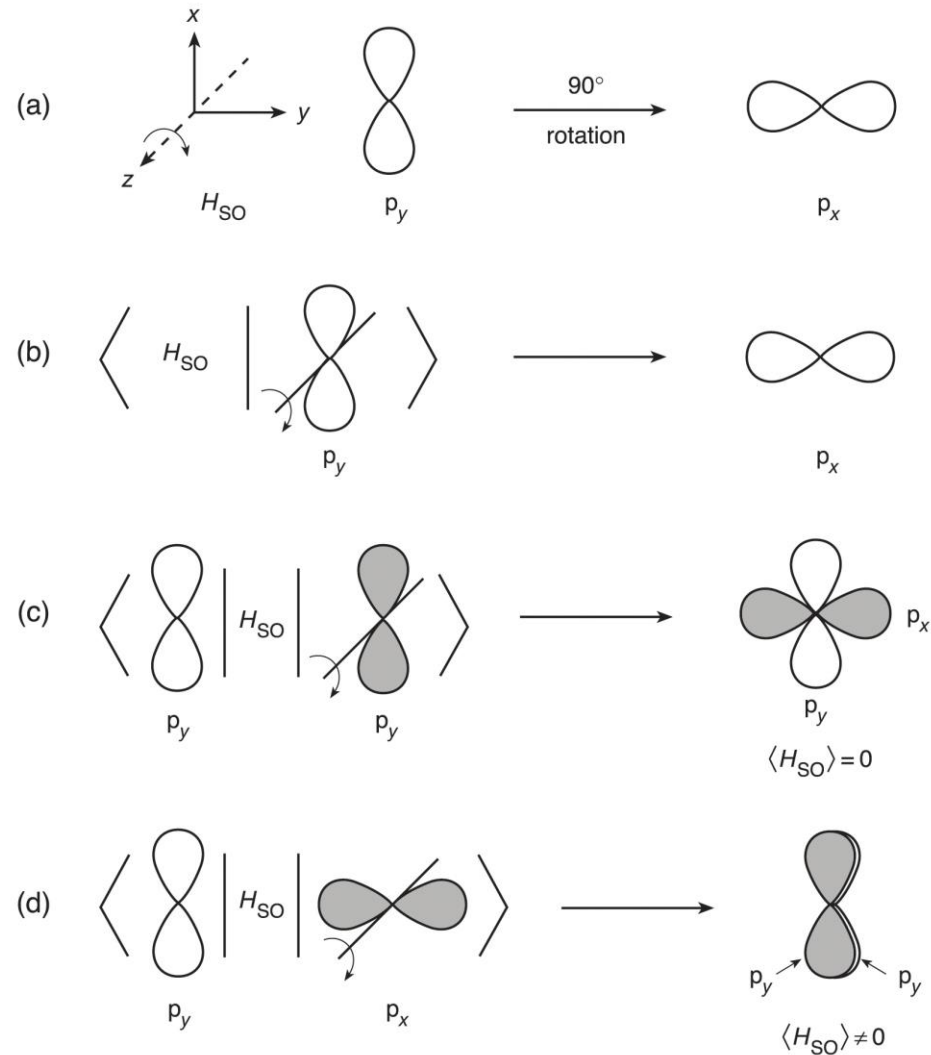 (a)
x
y
z
H_SO
p_y
90°
rotation
p_x
(b)
H_SO
p_y
p_x
(c)
H_SO
p_y
p_y
p_x
p_y
⟨H_SO⟩ = 0
(d)
H_SO
p_y
p_x
p_y
p_y
⟨H_SO⟩ ≠ 0